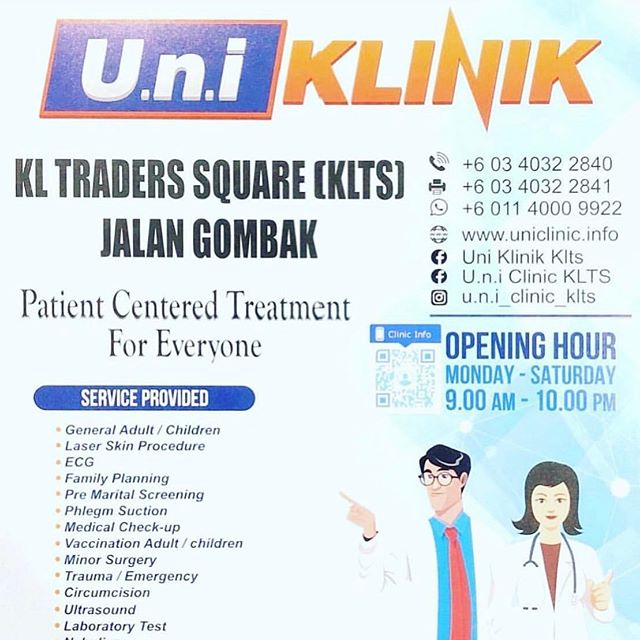 U.n.i KLINIK
KL TRADERS SQUARE (KLTS)
JALAN GOMBAK
Patient Centered Treatment
For Everyone
+6 03 4032 2840
+6 03 4032 2841
+6 011 4000 9922
www.uniclinic.info
Uni Klinik Klts
U.n.i Clinic KLTS
u.n.i_clinic_klts
Clinic Info
OPENING HOUR
MONDAY - SATURDAY
9.00 AM - 10.00 PM
SERVICE PROVIDED
General Adult / Children
Laser Skin Procedure
ECG
Family Planning
Pre Marital Screening
Phlegm Suction
Medical Check-up
Vaccination Adult / children
Minor Surgery
Trauma / Emergency
Circumcision
Ultrasound
Laboratory Test